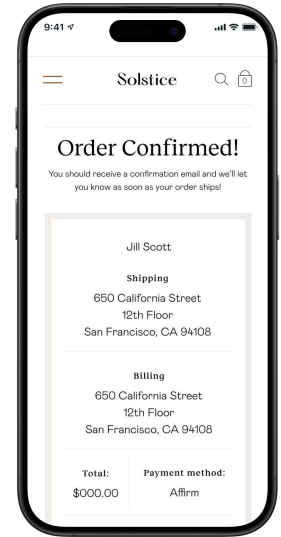 9:41
Solstice
0
Order Confirmed!
You should receive a confirmation email and we'll let
you know as soon as your order ships!
Jill Scott
Shipping
650 California Street
12th Floor
San Francisco, CA 94108
Billing
650 California Street
12th Floor
San Francisco, CA 94108
Total:
$000.00
Payment method:
Affirm